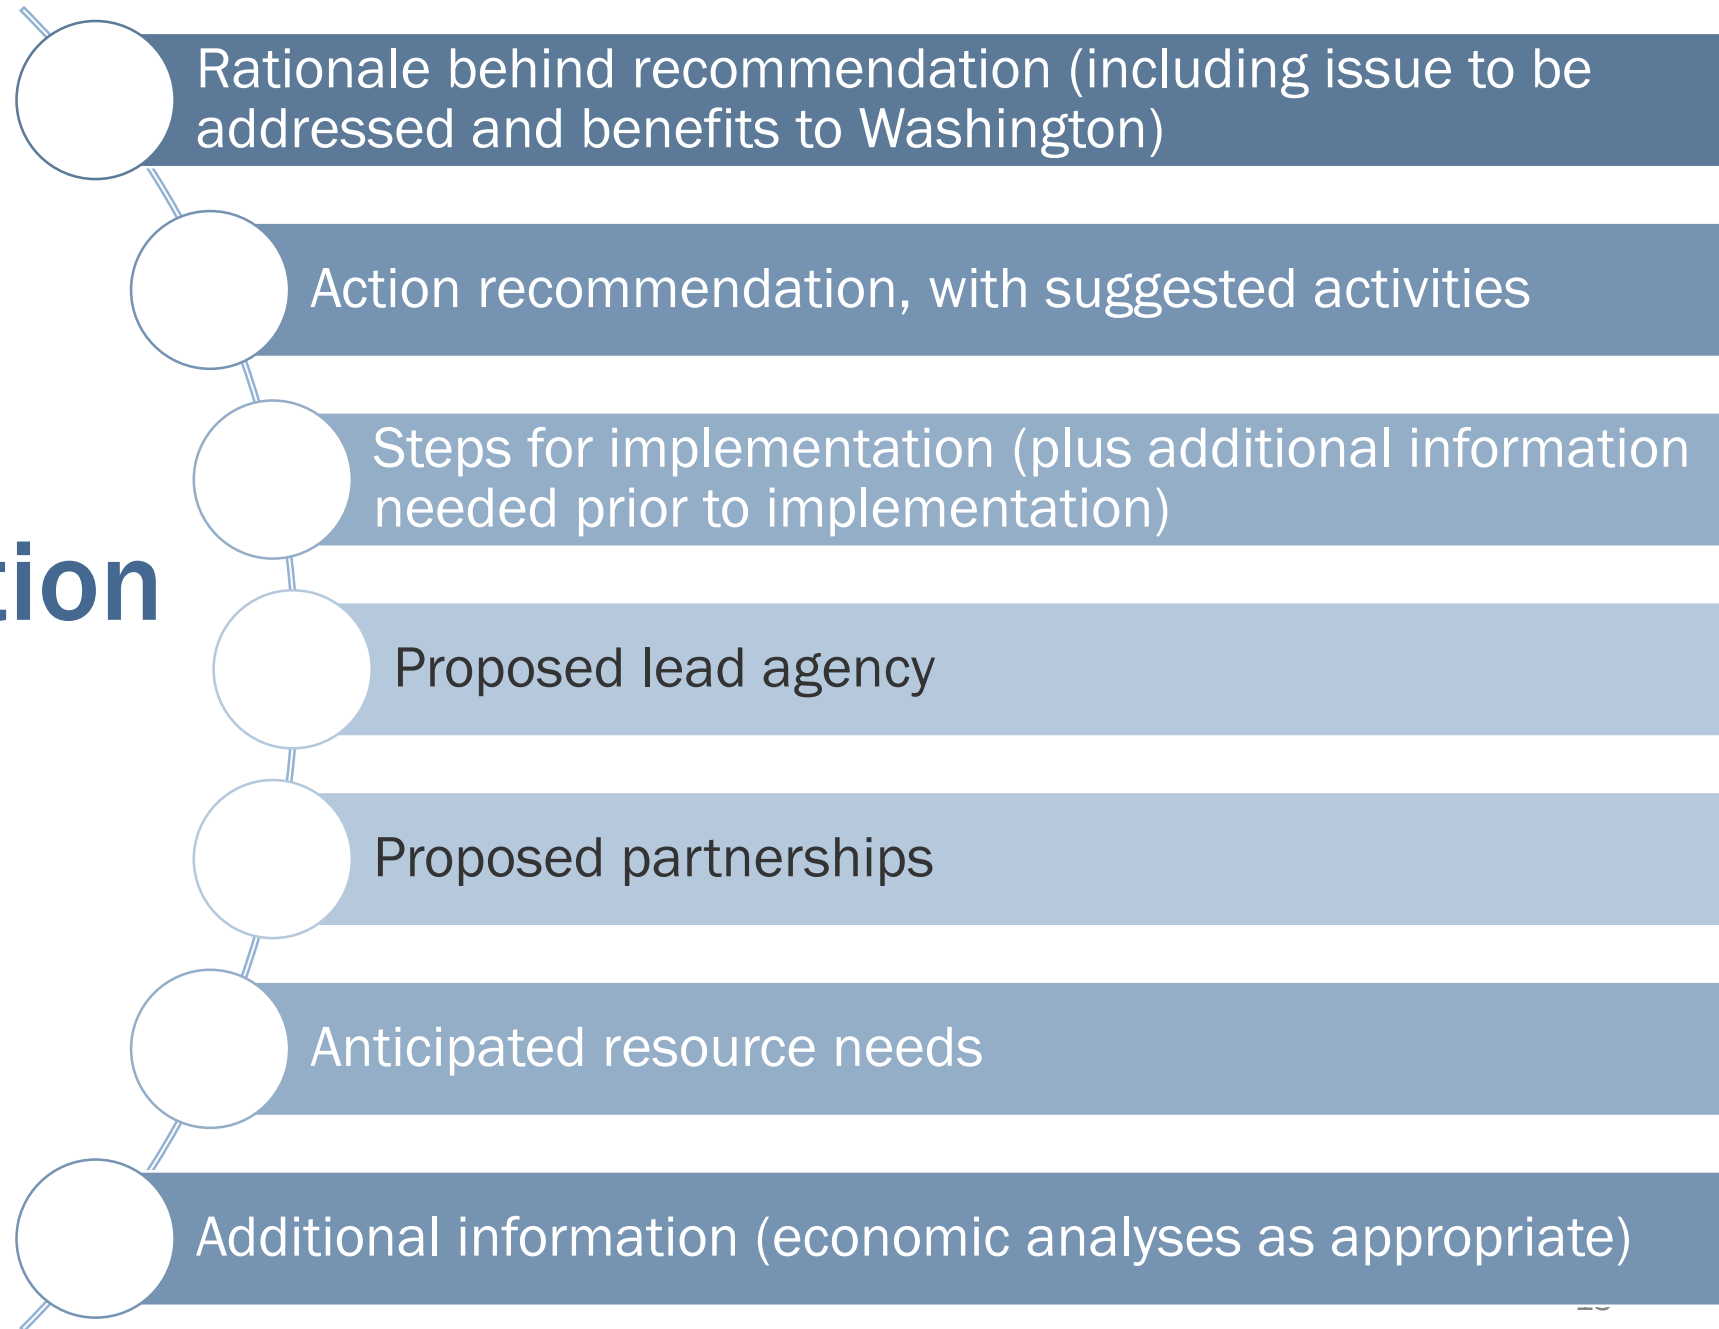 Rationale behind recommendation (including issue to be
addressed and benefits to Washington)
Action recommendation, with suggested activities
Steps for implementation (plus additional information
needed prior to implementation)
tion
Proposed lead agency
Proposed partnerships
Anticipated resource needs
Additional information (economic analyses as appropriate)